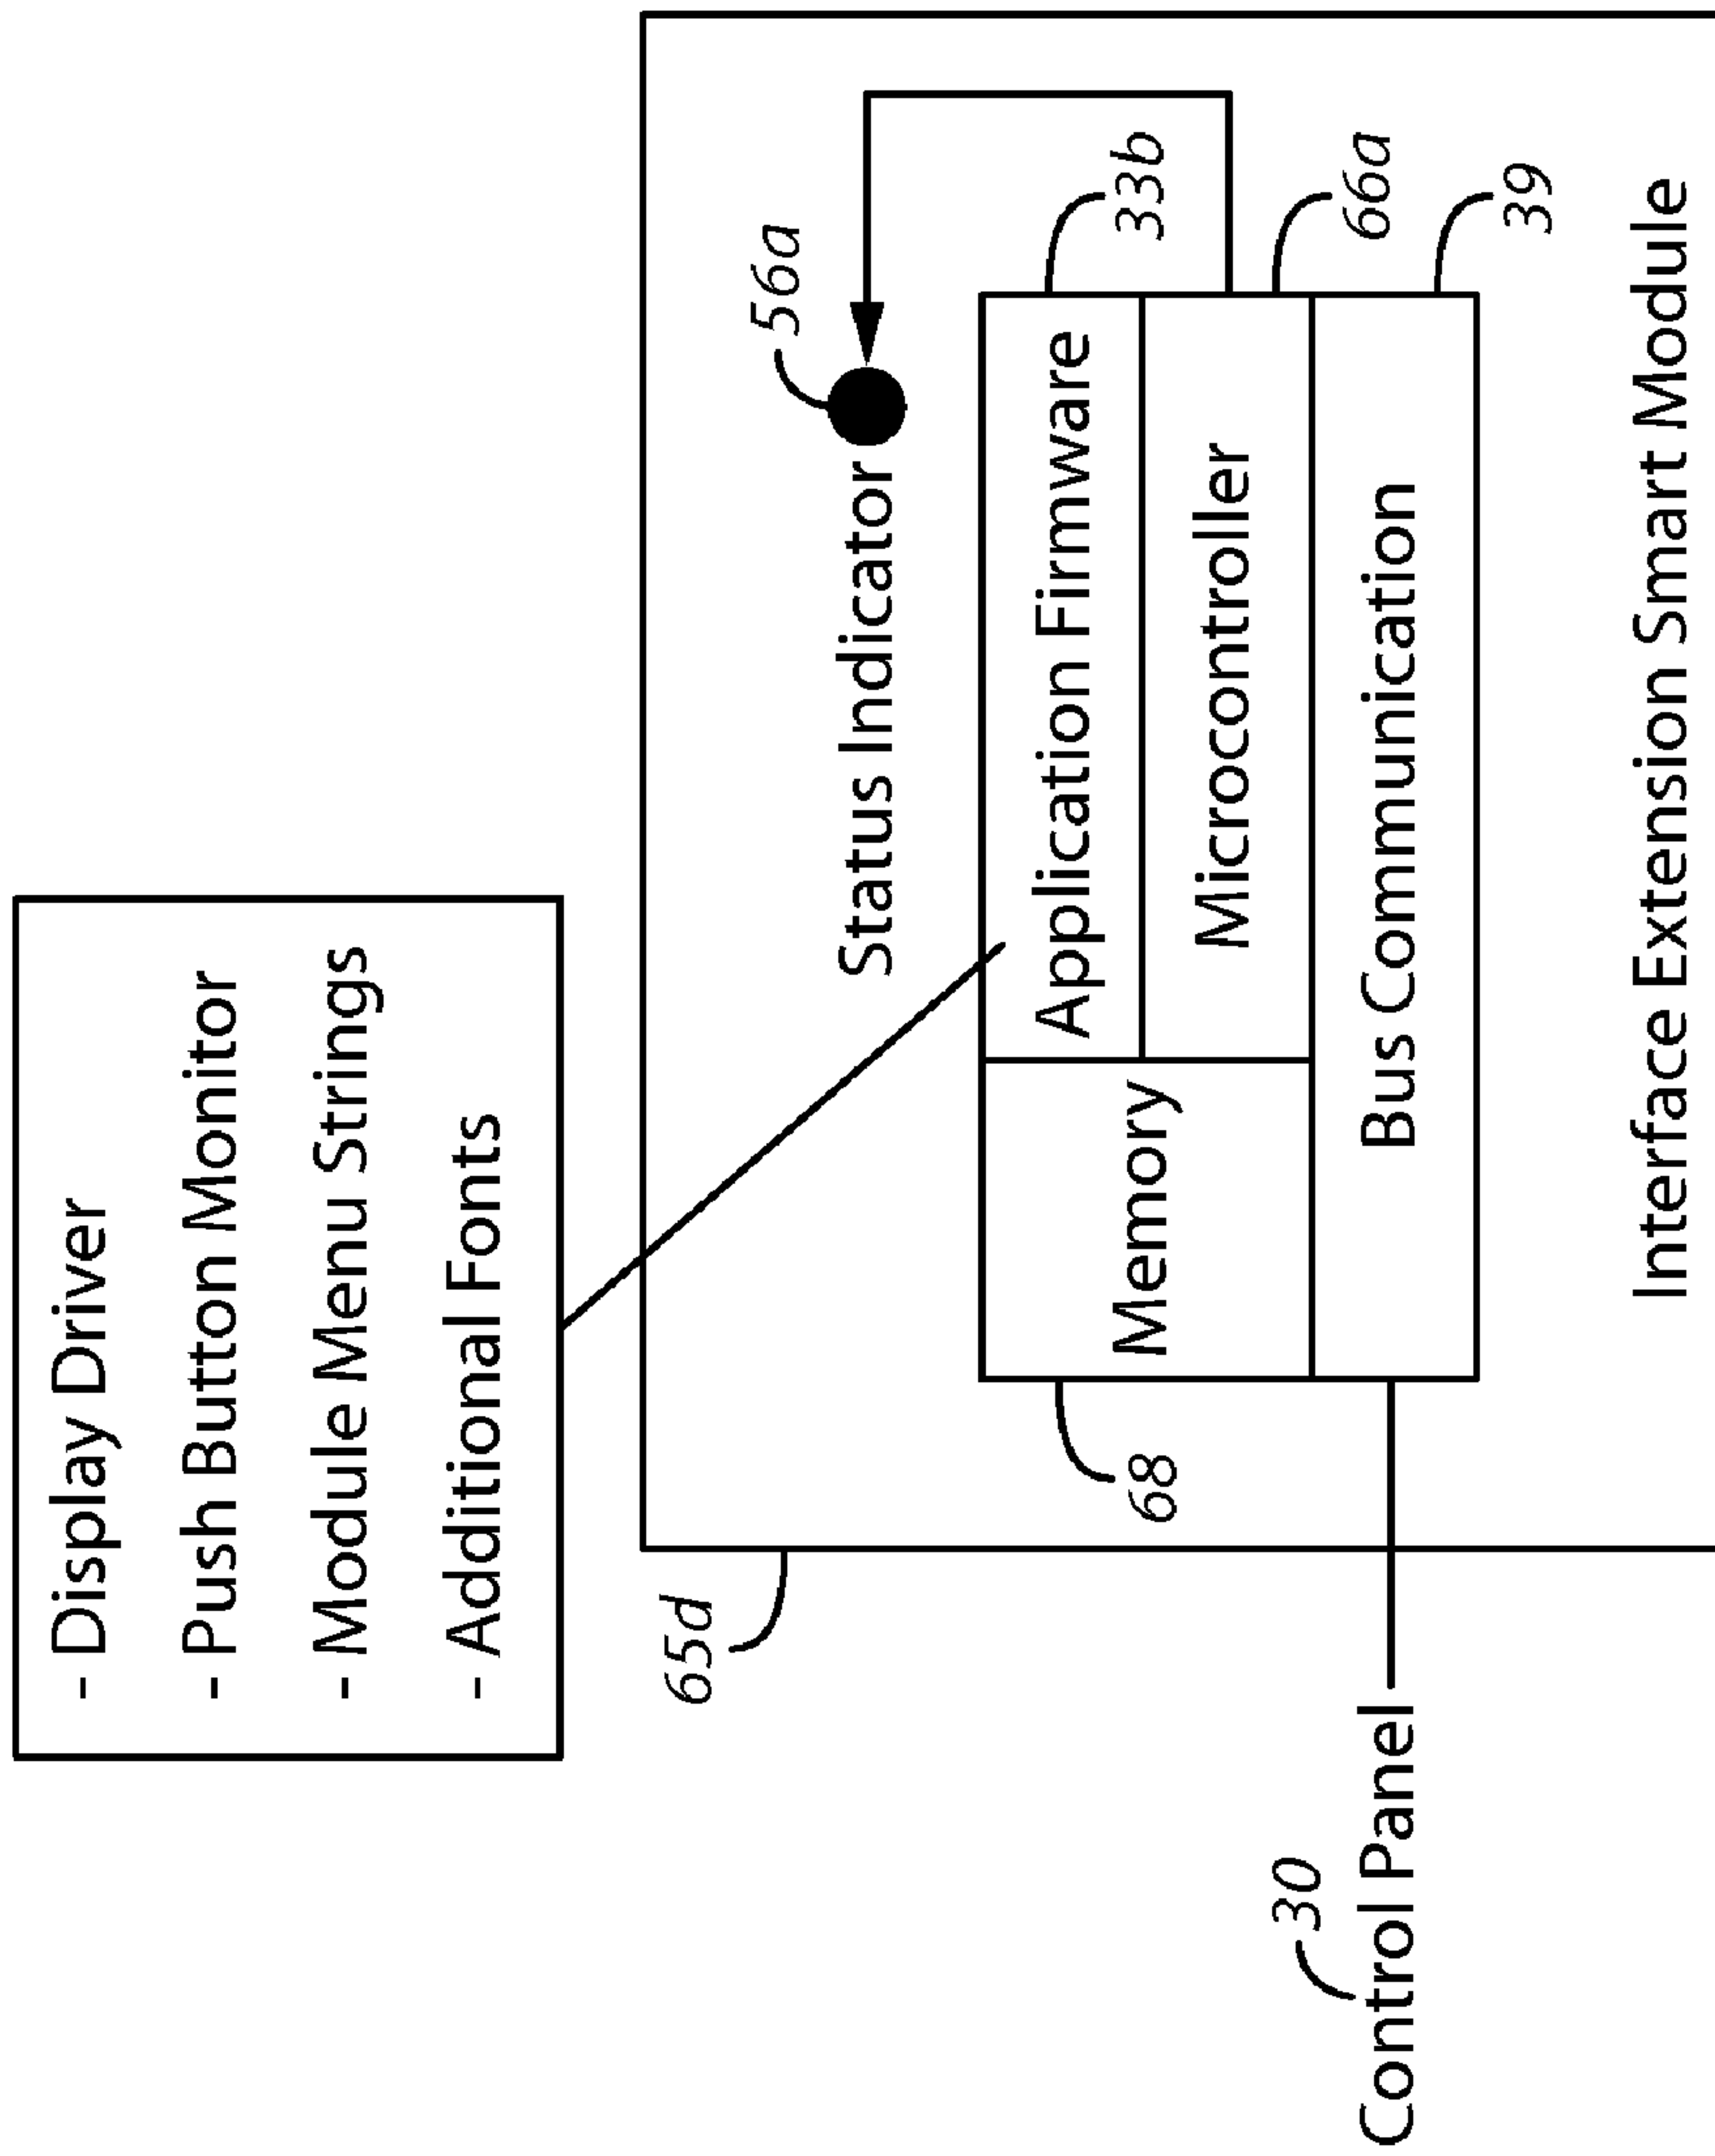 - Display Driver
- Push Button Monitor
- Module Menu Strings
- Additional Fonts
65d
56a
Status Indicator
33b
Application Firmware
Memory
68
Microcontroller
66a
30
Control Panel
Bus Communication
39
Interface Extension Smart Module